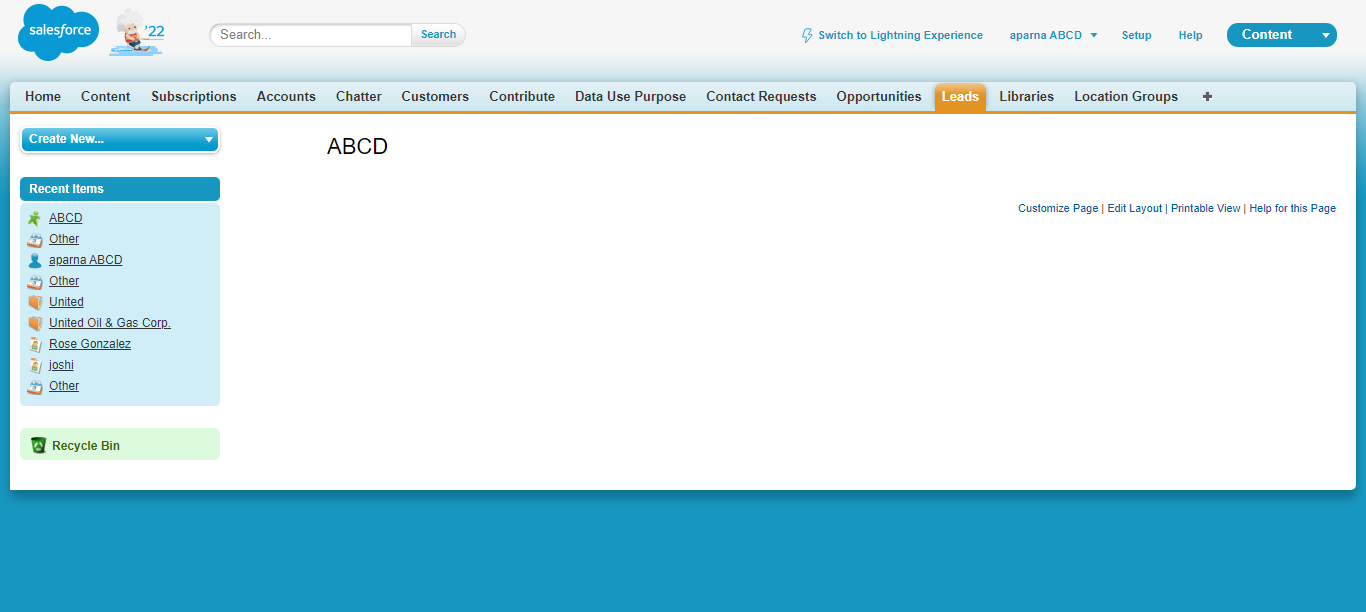 salesforce '22 Search... Search Switch to Lightning Experience aparna ABCD Setup Help Content
Home Content Subscriptions Accounts Chatter Customers Contribute Data Use Purpose Contact Requests Opportunities Leads Libraries Location Groups +
Create New...
ABCD
Recent Items
Customize Page | Edit Layout | Printable View | Help for this Page
ABCD
Other
aparna ABCD
Other
United
United Oil & Gas Corp.
Rose Gonzalez
joshi
Other
Recycle Bin